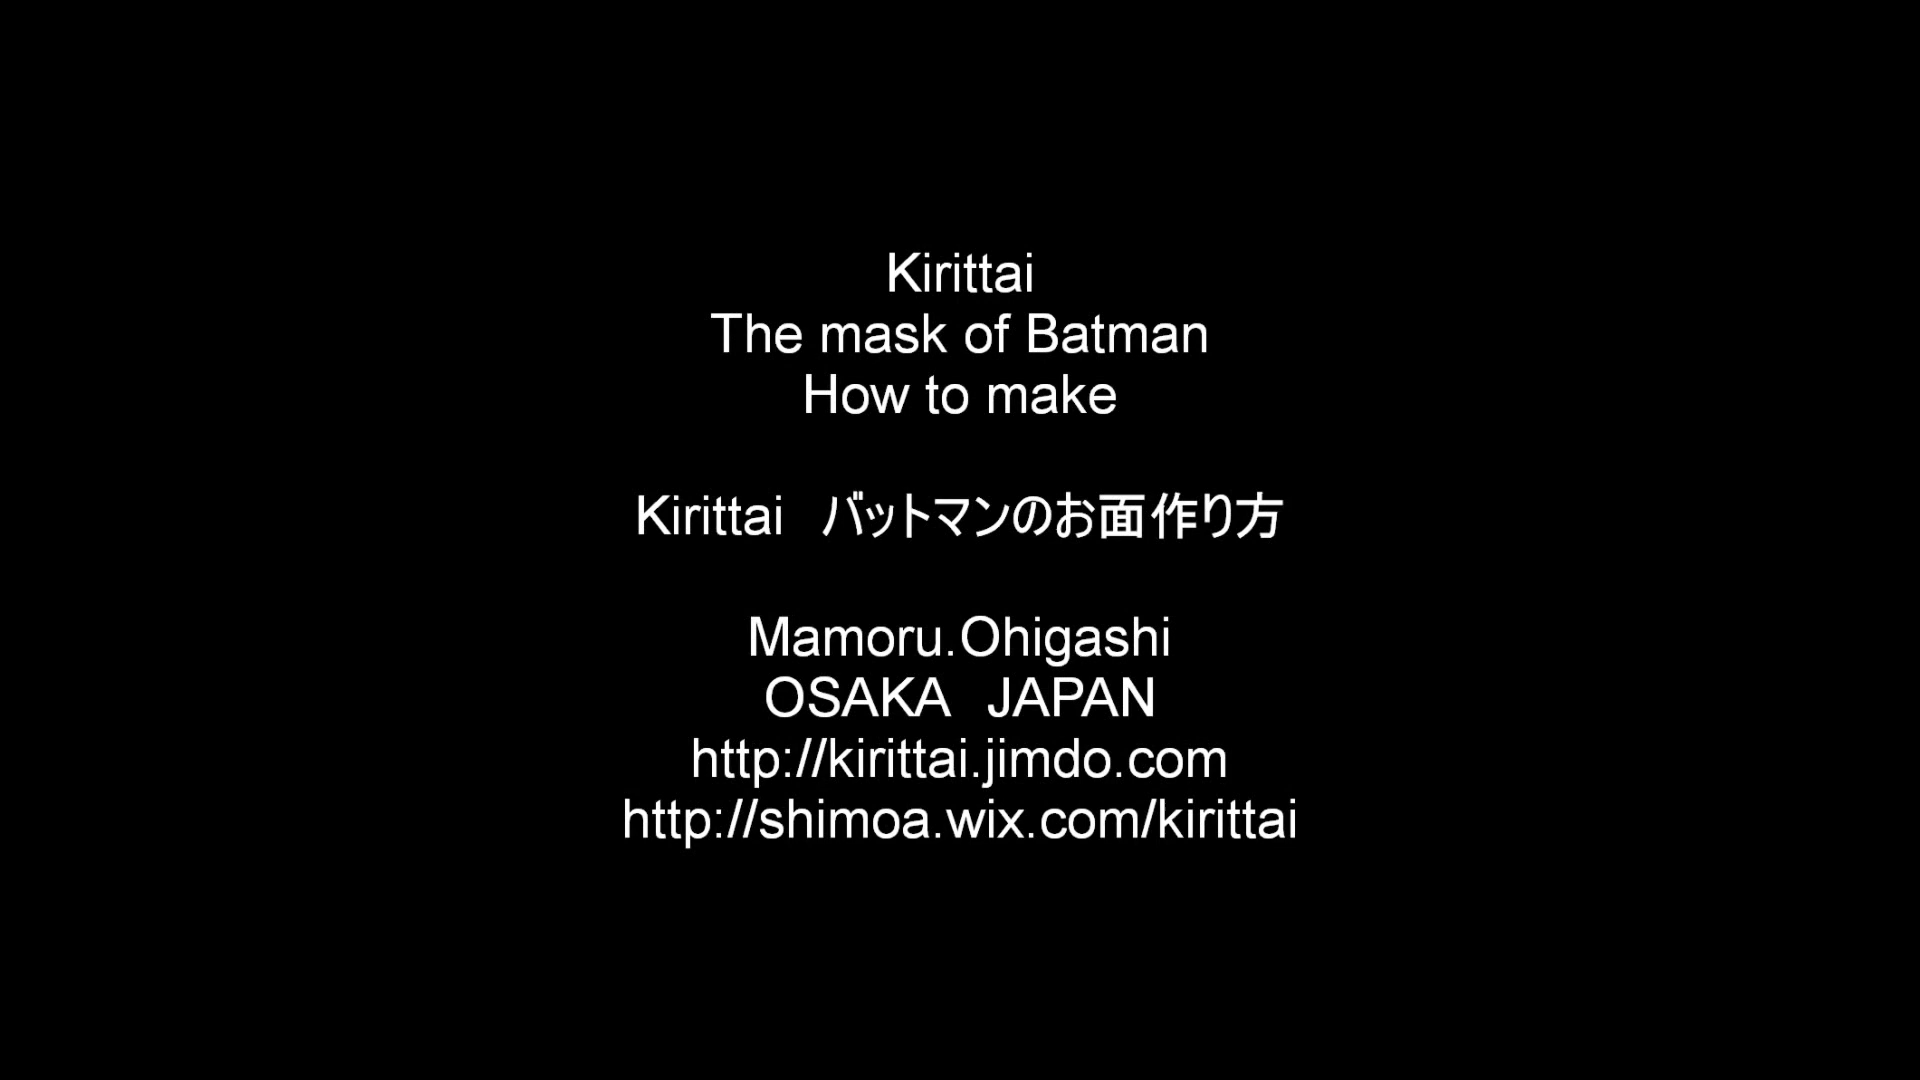 Kirittai
The mask of Batman
How to make
Kirittai　バットマンのお面作り方
Mamoru.Ohigashi
OSAKA　JAPAN
http://kirittai.jimdo.com
http://shimoa.wix.com/kirittai